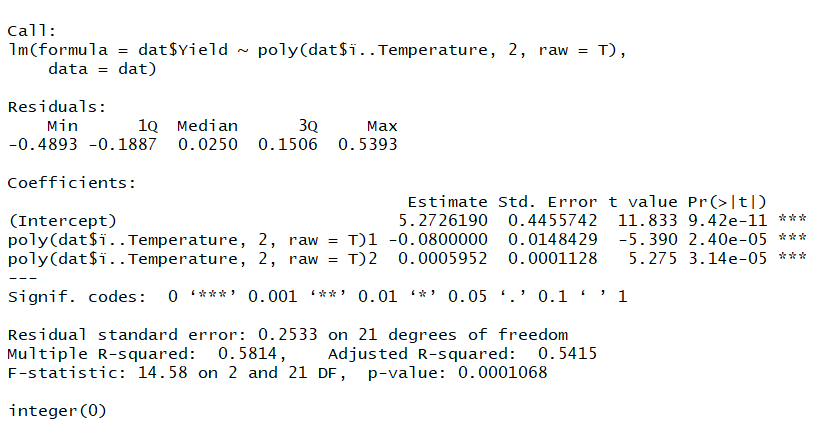 Call:
lm(formula = dat$Yield ~ poly(dat$ï..Temperature, 2, raw = T),
    data = dat)
Residuals:
    Min      1Q  Median      3Q     Max
-0.4893 -0.1887  0.0250  0.1506  0.5393
Coefficients:
                                       Estimate Std. Error t value Pr(>|t|)
(Intercept)                           5.2726190  0.4455742  11.833 9.42e-11 ***
poly(dat$ï..Temperature, 2, raw = T)1 -0.0800000  0.0148429  -5.390 2.40e-05 ***
poly(dat$ï..Temperature, 2, raw = T)2  0.0005952  0.0001128   5.275 3.14e-05 ***
---
Signif. codes:  0 ‘***’ 0.001 ‘**’ 0.01 ‘*’ 0.05 ‘.’ 0.1 ‘ ’ 1
Residual standard error: 0.2533 on 21 degrees of freedom
Multiple R-squared:  0.5814,    Adjusted R-squared:  0.5415
F-statistic: 14.58 on 2 and 21 DF,  p-value: 0.0001068
integer(0)